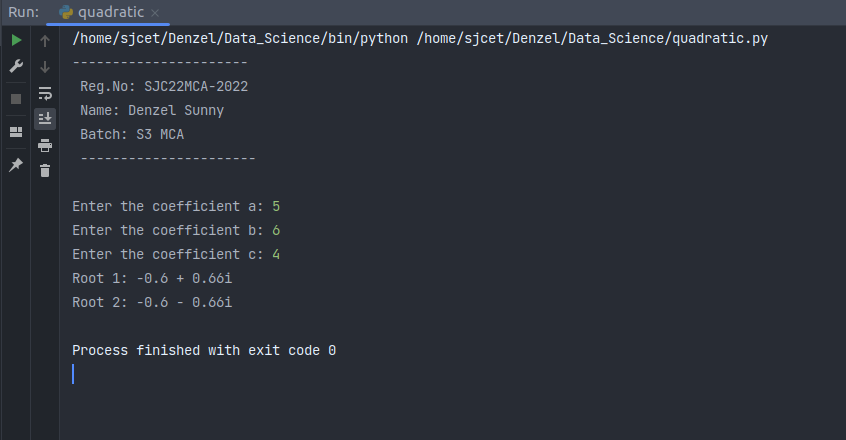 Run: quadratic ×
/home/sjcet/Denzel/Data_Science/bin/python /home/sjcet/Denzel/Data_Science/quadratic.py
----------------------
Reg.No: SJC22MCA-2022
Name: Denzel Sunny
Batch: S3 MCA
----------------------
Enter the coefficient a: 5
Enter the coefficient b: 6
Enter the coefficient c: 4
Root 1: -0.6 + 0.66i
Root 2: -0.6 - 0.66i
Process finished with exit code 0